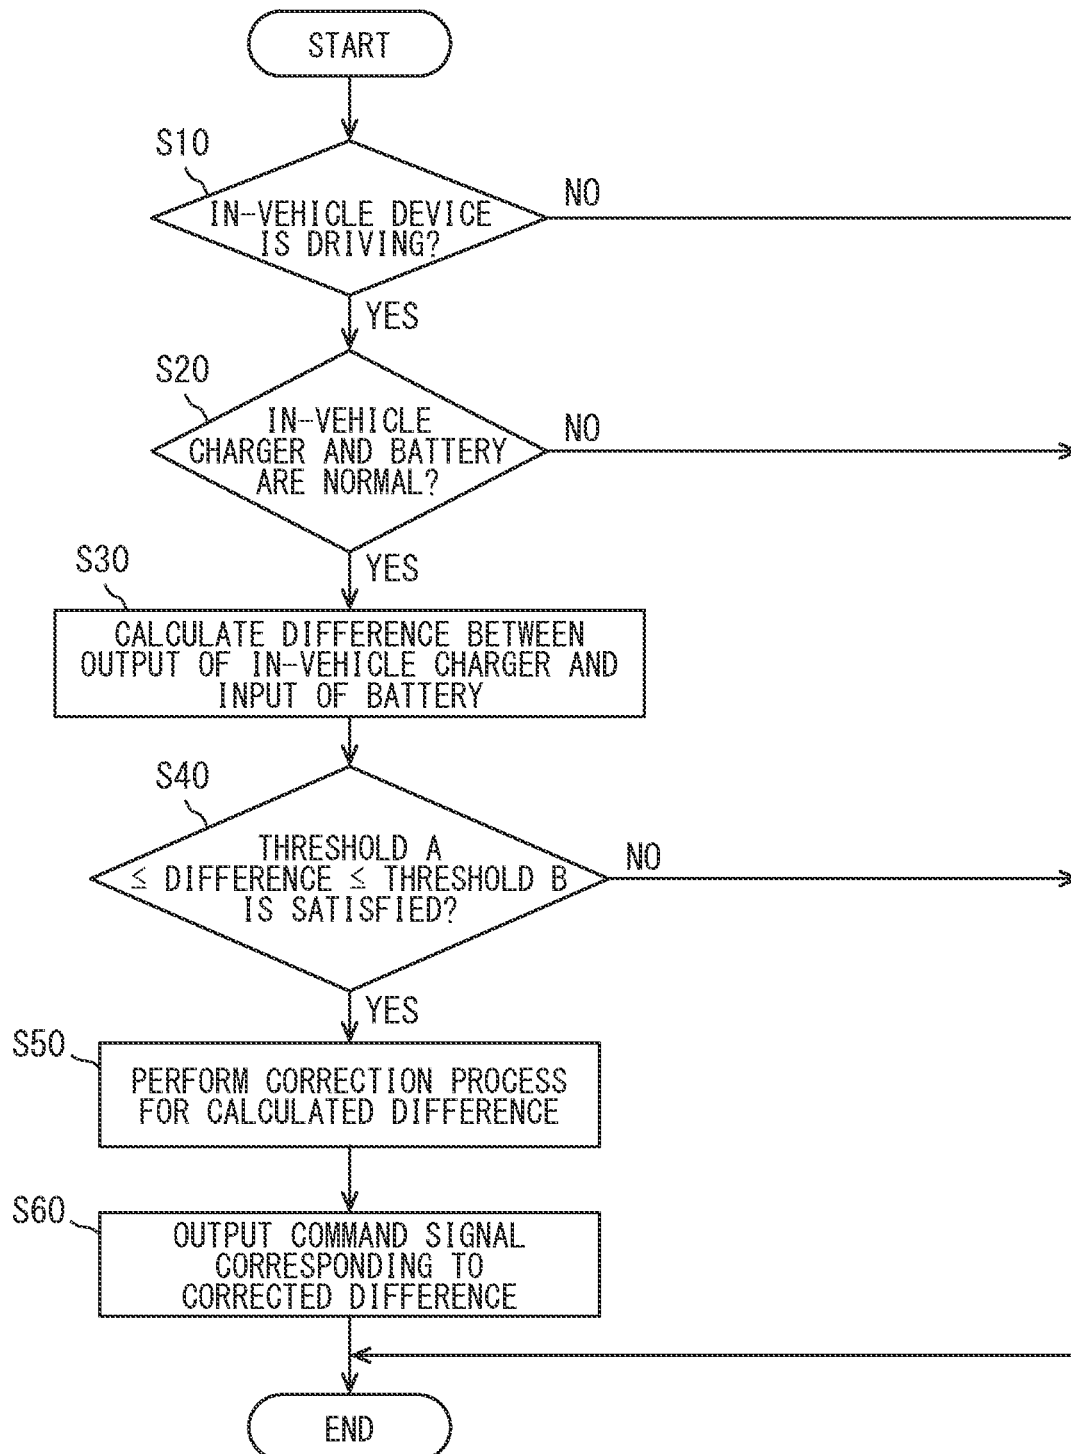 START
S10
IN-VEHICLE DEVICE
IS DRIVING?
NO
YES
S20
IN-VEHICLE
CHARGER AND BATTERY
ARE NORMAL?
NO
YES
S30
CALCULATE DIFFERENCE BETWEEN
OUTPUT OF IN-VEHICLE CHARGER AND
INPUT OF BATTERY
S40
THRESHOLD A
≤ DIFFERENCE ≤ THRESHOLD B
IS SATISFIED?
NO
YES
S50
PERFORM CORRECTION PROCESS
FOR CALCULATED DIFFERENCE
S60
OUTPUT COMMAND SIGNAL
CORRESPONDING TO
CORRECTED DIFFERENCE
END